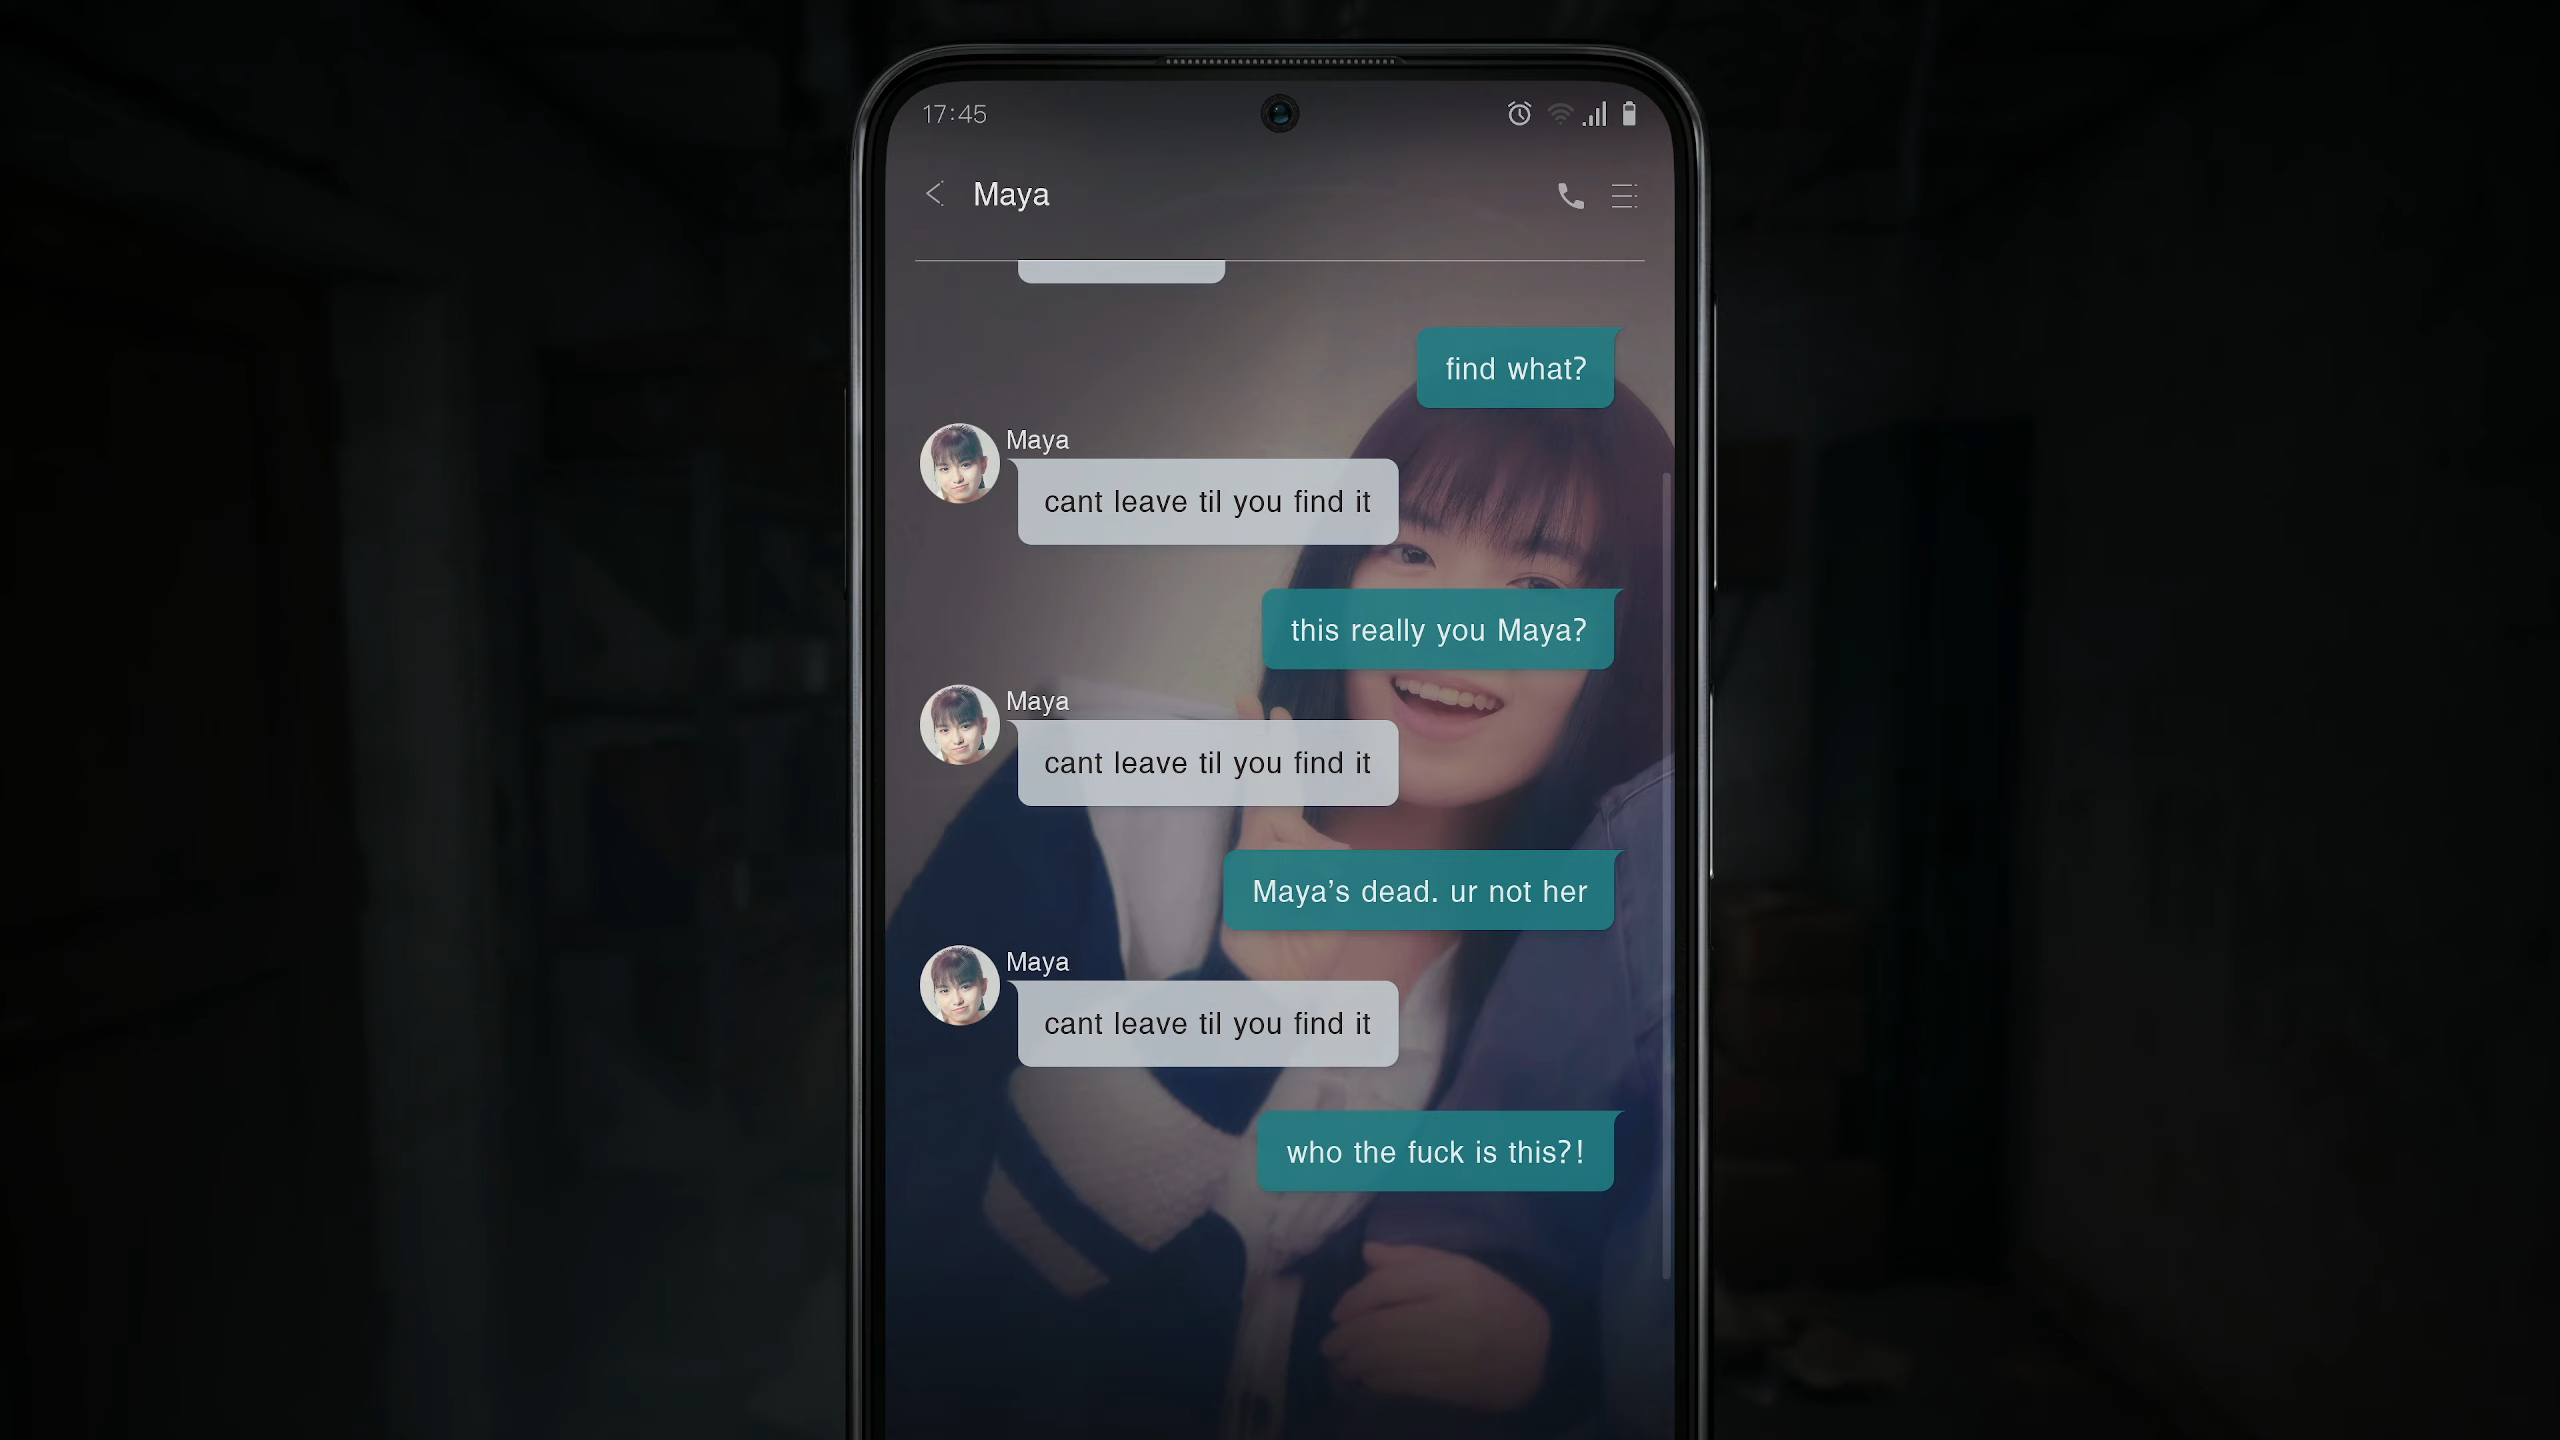 17:45
Maya
find what?
Maya
cant leave til you find it
this really you Maya?
Maya
cant leave til you find it
Maya’s dead. ur not her
Maya
cant leave til you find it
who the fuck is this?!